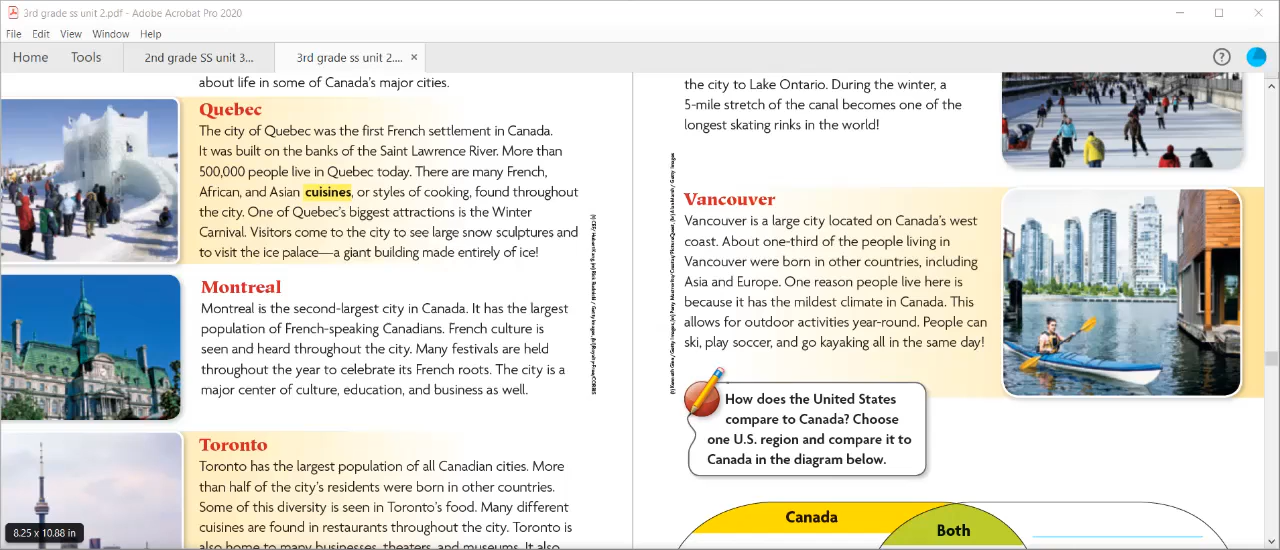 3rd grade ss unit 2.pdf - Adobe Acrobat Pro 2020
File Edit View Window Help
Home Tools 2nd grade SS unit 3... 3rd grade ss unit 2.... ×
about life in some of Canada's major cities.
Quebec
The city of Quebec was the first French settlement in Canada.
It was built on the banks of the Saint Lawrence River. More than
500,000 people live in Quebec today. There are many French,
African, and Asian cuisines, or styles of cooking, found throughout
the city. One of Quebec's biggest attractions is the Winter
Carnival. Visitors come to the city to see large snow sculptures and
to visit the ice palace—a giant building made entirely of ice!
Montreal
Montreal is the second-largest city in Canada. It has the largest
population of French-speaking Canadians. French culture is
seen and heard throughout the city. Many festivals are held
throughout the year to celebrate its French roots. The city is a
major center of culture, education, and business as well.
Toronto
Toronto has the largest population of all Canadian cities. More
than half of the city's residents were born in other countries.
Some of this diversity is seen in Toronto's food. Many different
cuisines are found in restaurants throughout the city. Toronto is
also home to many businesses, theaters, and museums. It also
8.25 x 10.88 in
the city to Lake Ontario. During the winter, a
5-mile stretch of the canal becomes one of the
longest skating rinks in the world!
Vancouver
Vancouver is a large city located on Canada's west
coast. About one-third of the people living in
Vancouver were born in other countries, including
Asia and Europe. One reason people live here is
because it has the mildest climate in Canada. This
allows for outdoor activities year-round. People can
ski, play soccer, and go kayaking all in the same day!
How does the United States
compare to Canada? Choose
one U.S. region and compare it to
Canada in the diagram below.
Canada
Both